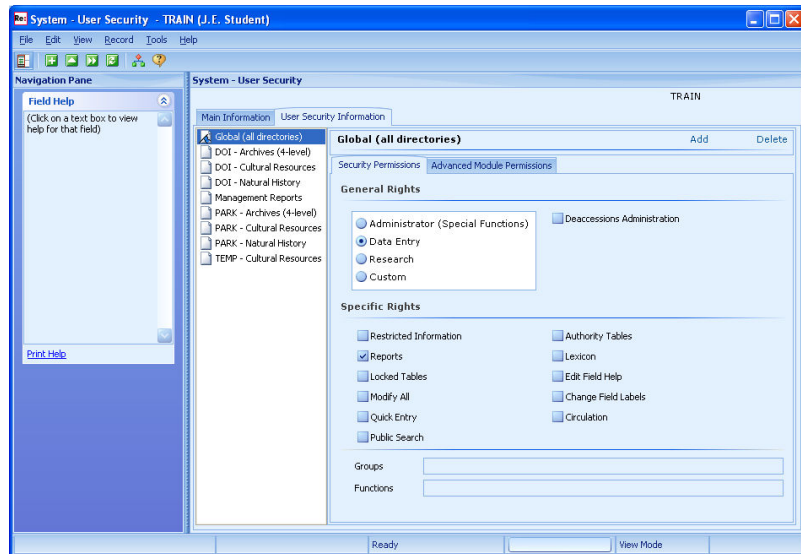 Re: System - User Security - TRAIN (J.E. Student)
File Edit View Record Tools Help
Navigation Pane
System - User Security
Field Help
(Click on a text box to view
help for that field)
Print Help
TRAIN
Main Information User Security Information
Global (all directories)
DOI - Archives (4-level)
DOI - Cultural Resources
DOI - Natural History
Management Reports
PARK - Archives (4-level)
PARK - Cultural Resources
PARK - Natural History
TEMP - Cultural Resources
Global (all directories) Add Delete
Security Permissions Advanced Module Permissions
General Rights
Administrator (Special Functions)
Data Entry
Research
Custom
Deaccessions Administration
Specific Rights
Restricted Information
Reports
Locked Tables
Modify All
Quick Entry
Public Search
Authority Tables
Lexicon
Edit Field Help
Change Field Labels
Circulation
Groups
Functions
Ready View Mode